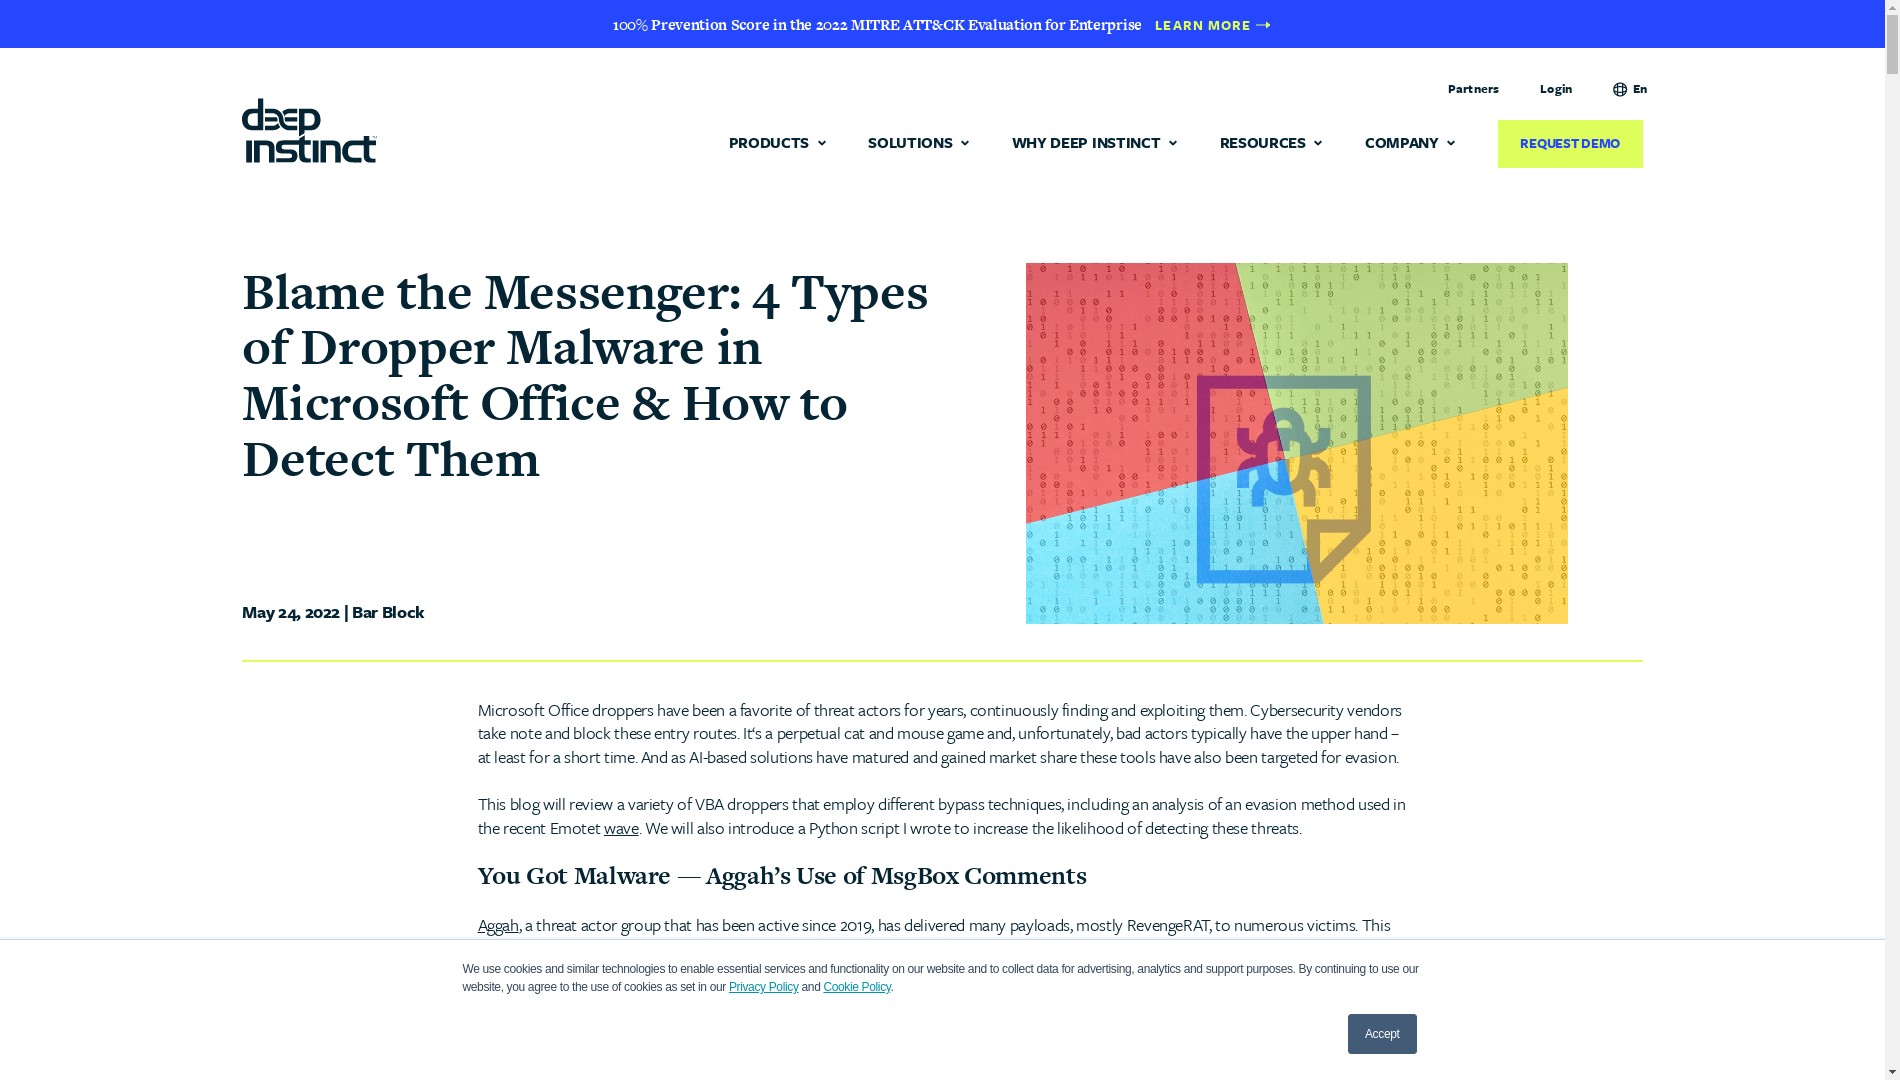 100% Prevention Score in the 2022 MITRE ATT&CK Evaluation for Enterprise LEARN MORE →
Partners Login En
deep
instinct™
PRODUCTS SOLUTIONS WHY DEEP INSTINCT RESOURCES COMPANY REQUEST DEMO
Blame the Messenger: 4 Types
of Dropper Malware in
Microsoft Office & How to
Detect Them
May 24, 2022 | Bar Block
Microsoft Office droppers have been a favorite of threat actors for years, continuously finding and exploiting them. Cybersecurity vendors
take note and block these entry routes. It's a perpetual cat and mouse game and, unfortunately, bad actors typically have the upper hand –
at least for a short time. And as AI-based solutions have matured and gained market share these tools have also been targeted for evasion.
This blog will review a variety of VBA droppers that employ different bypass techniques, including an analysis of an evasion method used in
the recent Emotet wave. We will also introduce a Python script I wrote to increase the likelihood of detecting these threats.
You Got Malware — Aggah’s Use of MsgBox Comments
Aggah, a threat actor group that has been active since 2019, has delivered many payloads, mostly RevengeRAT, to numerous victims. This
We use cookies and similar technologies to enable essential services and functionality on our website and to collect data for advertising, analytics and support purposes. By continuing to use our
website, you agree to the use of cookies as set in our Privacy Policy and Cookie Policy.
Accept